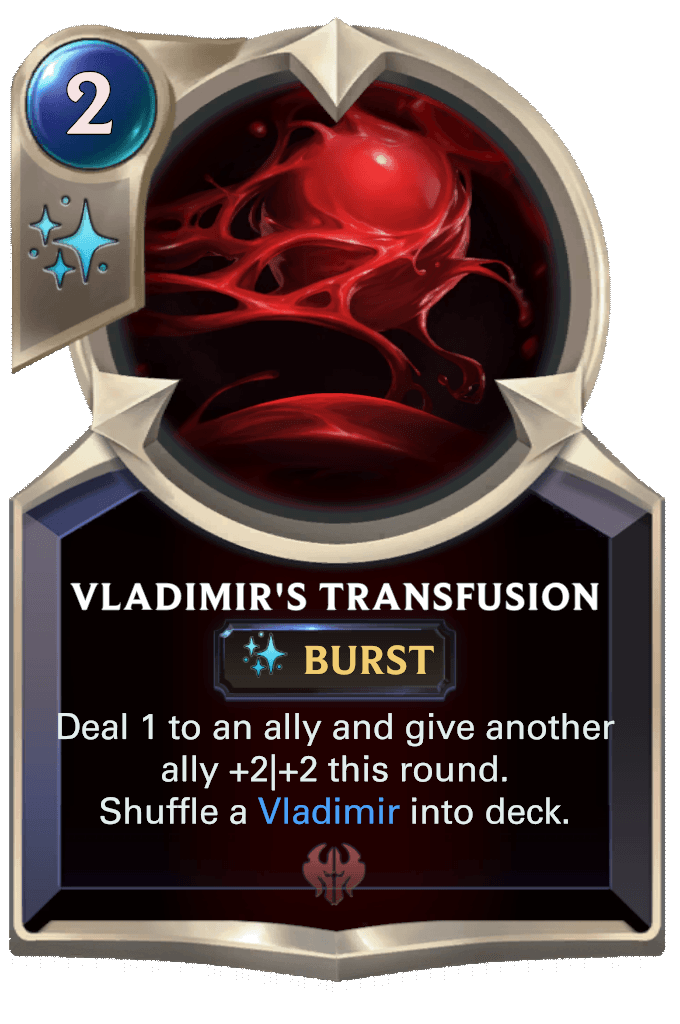 2
VLADIMIR'S TRANSFUSION
BURST
Deal 1 to an ally and give another
ally +2|+2 this round.
Shuffle a Vladimir into deck.